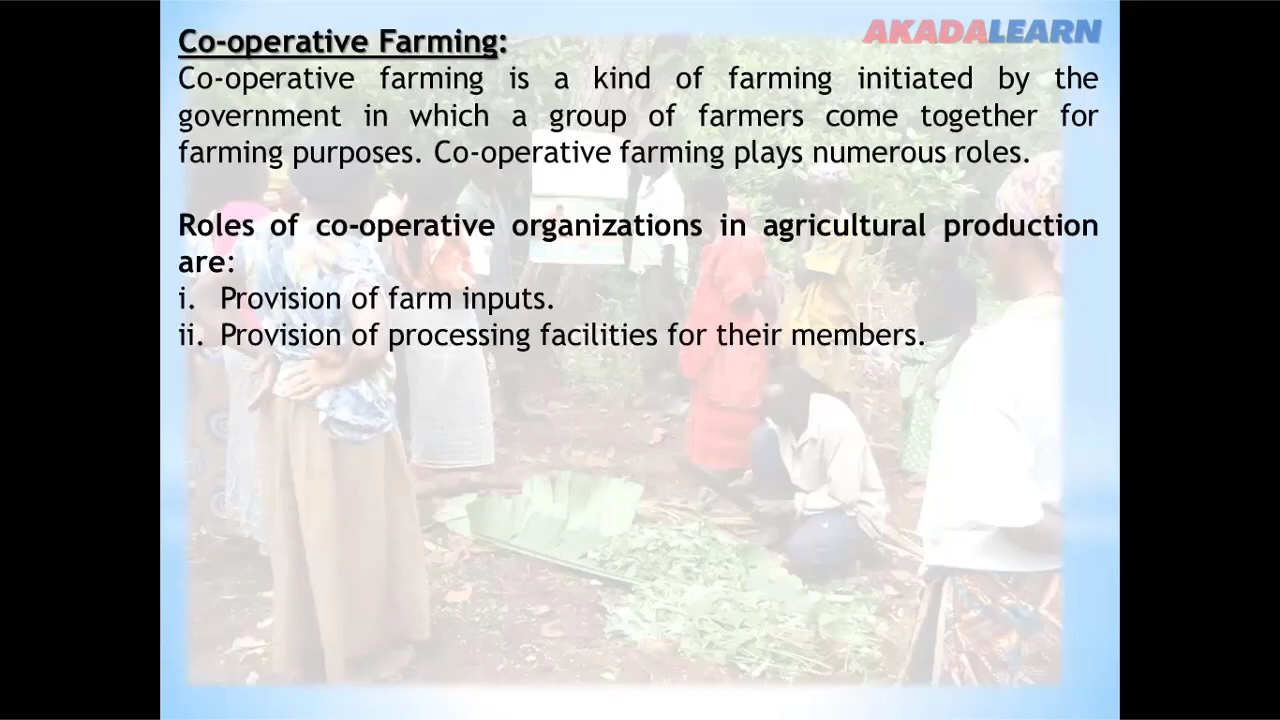 AKADALEARN
Co-operative Farming:
Co-operative farming is a kind of farming initiated by the
government in which a group of farmers come together for
farming purposes. Co-operative farming plays numerous roles.
Roles of co-operative organizations in agricultural production
are:
i. Provision of farm inputs.
ii. Provision of processing facilities for their members.